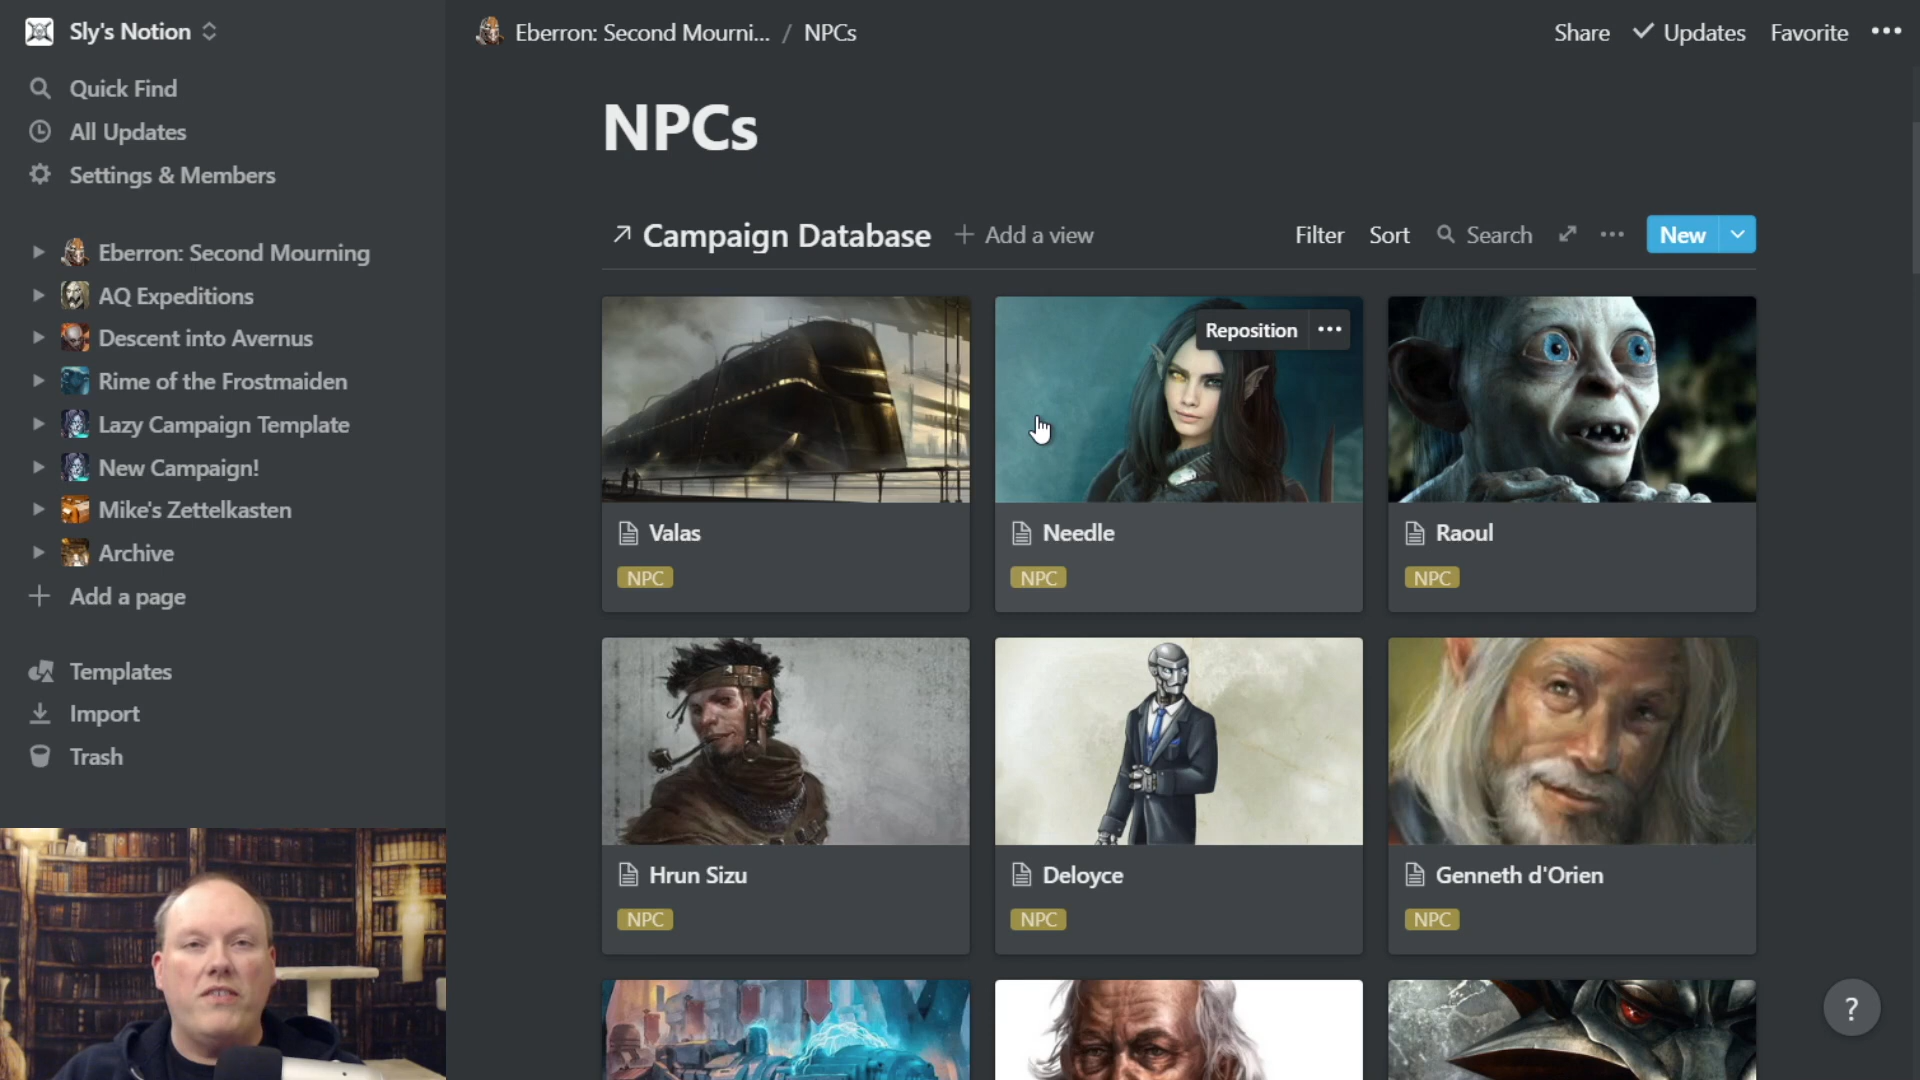 Sly's Notion
Quick Find
All Updates
Settings & Members
Eberron: Second Mourning
AQ Expeditions
Descent into Avernus
Rime of the Frostmaiden
Lazy Campaign Template
New Campaign!
Mike's Zettelkasten
Archive
Add a page
Templates
Import
Trash
Eberron: Second Mourni... / NPCs
Share
Updates
Favorite
NPCs
Campaign Database
Add a view
Filter
Sort
Search
New
Reposition
Valas
NPC
Needle
NPC
Raoul
NPC
Hrun Sizu
NPC
Deloyce
NPC
Genneth d'Orien
NPC
?